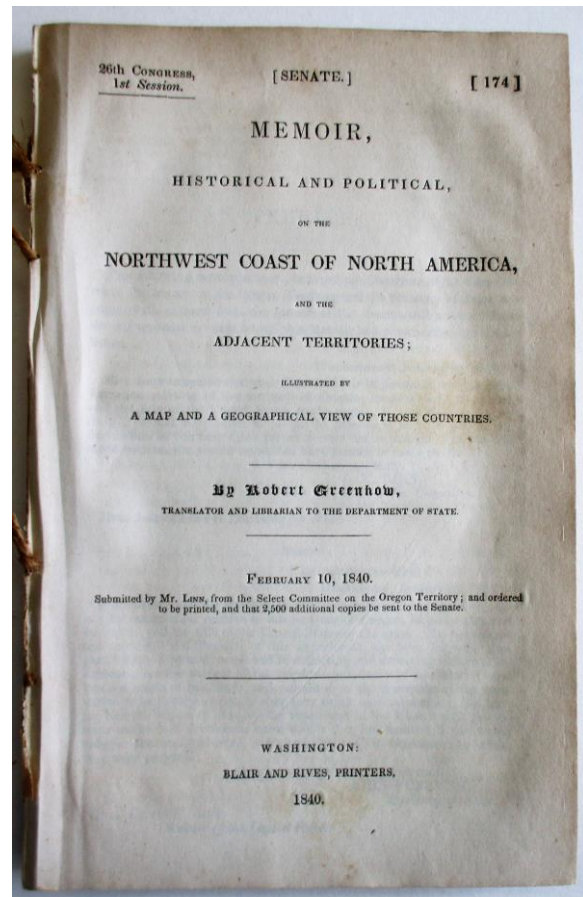 26th Congress, [SENATE.] [ 174 ]
1st Session.
MEMOIR,
HISTORICAL AND POLITICAL,
ON THE
NORTHWEST COAST OF NORTH AMERICA,
AND THE
ADJACENT TERRITORIES;
ILLUSTRATED BY
A MAP AND A GEOGRAPHICAL VIEW OF THOSE COUNTRIES.
By Robert Greenhow,
TRANSLATOR AND LIBRARIAN TO THE DEPARTMENT OF STATE.
February 10, 1840.
Submitted by Mr. Linn, from the Select Committee on the Oregon Territory; and ordered
to be printed, and that 2,500 additional copies be sent to the Senate.
WASHINGTON:
BLAIR AND RIVES, PRINTERS.
1840.